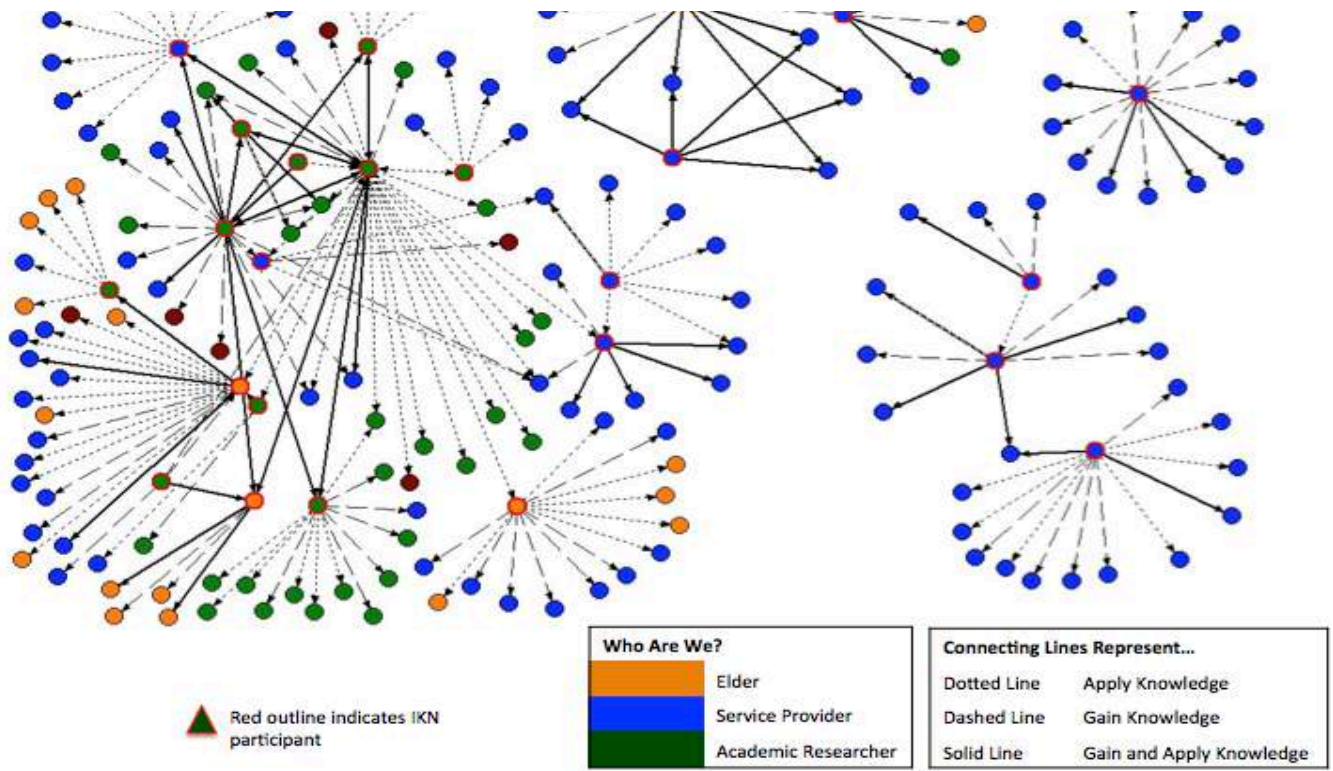 Who Are We?
Elder
Service Provider
Academic Researcher
Connecting Lines Represent...
Dotted Line Apply Knowledge
Dashed Line Gain Knowledge
Solid Line Gain and Apply Knowledge
Red outline indicates IKN
participant